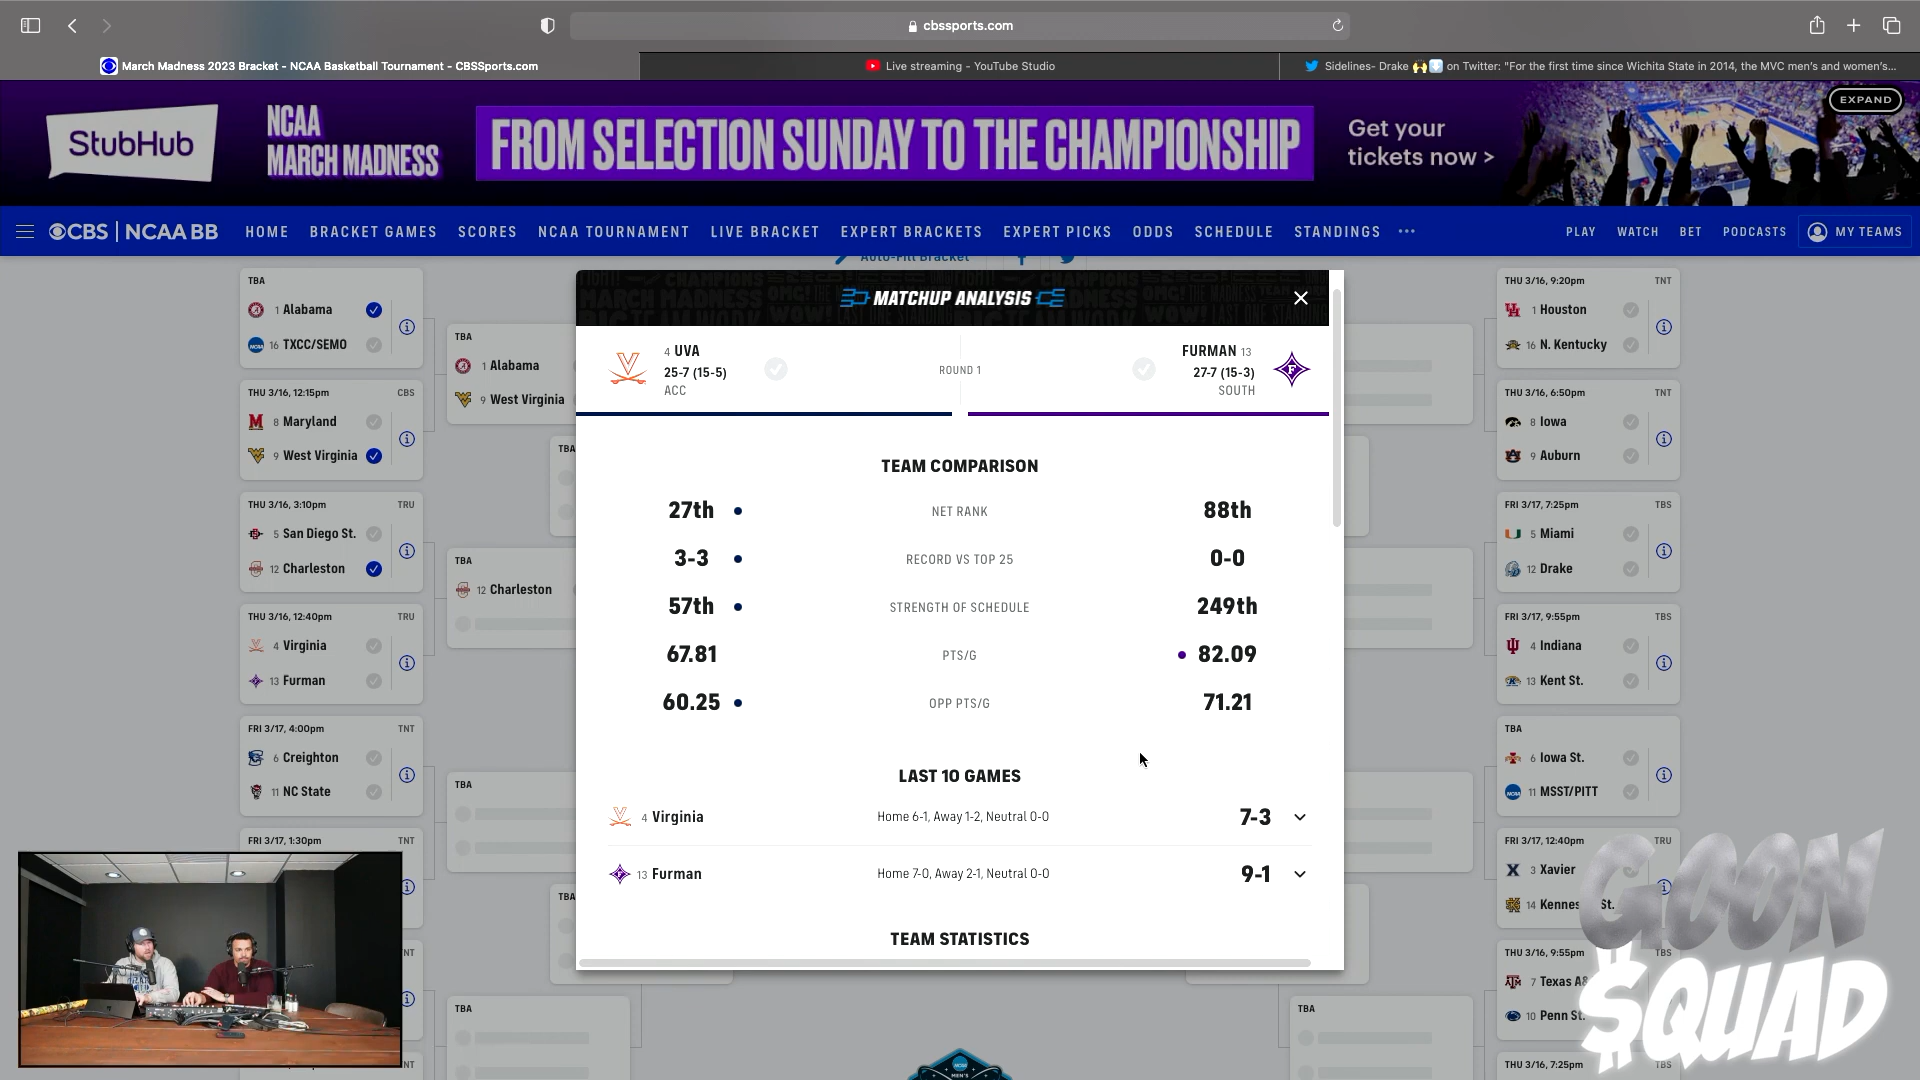 cbssports.com
March Madness 2023 Bracket - NCAA Basketball Tournament - CBSSports.com
Live streaming - YouTube Studio
Sidelines- Drake 🙌⬇️ on Twitter: "For the first time since Wichita State in 2014, the MVC men's and women's...
StubHub
NCAA
MARCH MADNESS
FROM SELECTION SUNDAY TO THE CHAMPIONSHIP
Get your
tickets now >
EXPAND
CBS | NCAA BB
HOME
BRACKET GAMES
SCORES
NCAA TOURNAMENT
LIVE BRACKET
EXPERT BRACKETS
EXPERT PICKS
ODDS
SCHEDULE
STANDINGS
PLAY
WATCH
BET
PODCASTS
MY TEAMS
Auto-Fill Bracket
TBA
1 Alabama
16 TXCC/SEMO
THU 3/16, 12:15pm CBS
8 Maryland
9 West Virginia
THU 3/16, 3:10pm TRU
5 San Diego St.
12 Charleston
THU 3/16, 12:40pm TRU
4 Virginia
13 Furman
FRI 3/17, 4:00pm TNT
6 Creighton
11 NC State
FRI 3/17, 1:30pm
NT
NT
TBA
1 Alabama
9 West Virginia
TBA
TBA
12 Charleston
TBA
TBA
TBA
MATCHUP ANALYSIS
4 UVA
25-7 (15-5)
ACC
ROUND 1
FURMAN 13
27-7 (15-3)
SOUTH
TEAM COMPARISON
27th NET RANK 88th
3-3 RECORD VS TOP 25 0-0
57th STRENGTH OF SCHEDULE 249th
67.81 PTS/G 82.09
60.25 OPP PTS/G 71.21
LAST 10 GAMES
4 Virginia Home 6-1, Away 1-2, Neutral 0-0 7-3
13 Furman Home 7-0, Away 2-1, Neutral 0-0 9-1
TEAM STATISTICS
TBA
THU 3/16, 9:20pm TNT
1 Houston
16 N. Kentucky
THU 3/16, 6:50pm TNT
8 Iowa
9 Auburn
FRI 3/17, 7:25pm TBS
5 Miami
12 Drake
FRI 3/17, 9:55pm TBS
4 Indiana
13 Kent St.
TBA
6 Iowa St.
11 MSST/PITT
FRI 3/17, 12:40pm TRU
3 Xavier
14 Kennes St.
THU 3/16, 9:55pm TBS
7 Texas A&
10 Penn St.
THU 3/16, 7:25pm TBS
GOON
$QUAD